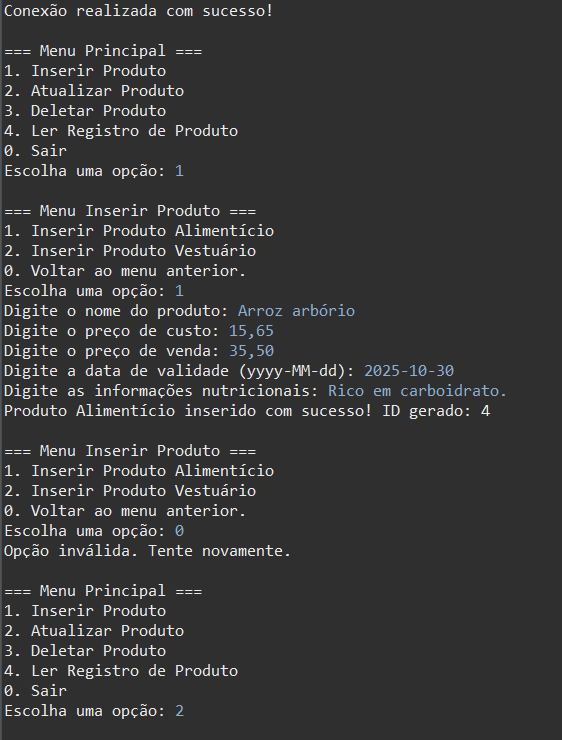 Conexão realizada com sucesso!
=== Menu Principal ===
1. Inserir Produto
2. Atualizar Produto
3. Deletar Produto
4. Ler Registro de Produto
0. Sair
Escolha uma opção: 1
=== Menu Inserir Produto ===
1. Inserir Produto Alimentício
2. Inserir Produto Vestuário
0. Voltar ao menu anterior.
Escolha uma opção: 1
Digite o nome do produto: Arroz arbório
Digite o preço de custo: 15,65
Digite o preço de venda: 35,50
Digite a data de validade (yyyy-MM-dd): 2025-10-30
Digite as informações nutricionais: Rico em carboidrato.
Produto Alimentício inserido com sucesso! ID gerado: 4
=== Menu Inserir Produto ===
1. Inserir Produto Alimentício
2. Inserir Produto Vestuário
0. Voltar ao menu anterior.
Escolha uma opção: 0
Opção inválida. Tente novamente.
=== Menu Principal ===
1. Inserir Produto
2. Atualizar Produto
3. Deletar Produto
4. Ler Registro de Produto
0. Sair
Escolha uma opção: 2